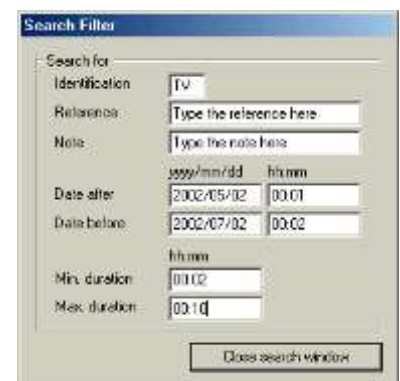 Search Filter
Search for
Identification TV
Reference Type the reference here
Note Type the note here
yyyy/mm/dd hh:mm
Date after 2002/05/02 00:01
Date before 2002/07/02 00:02
hh:mm
Min. duration 00:02
Max. duration 00:10
Close search window